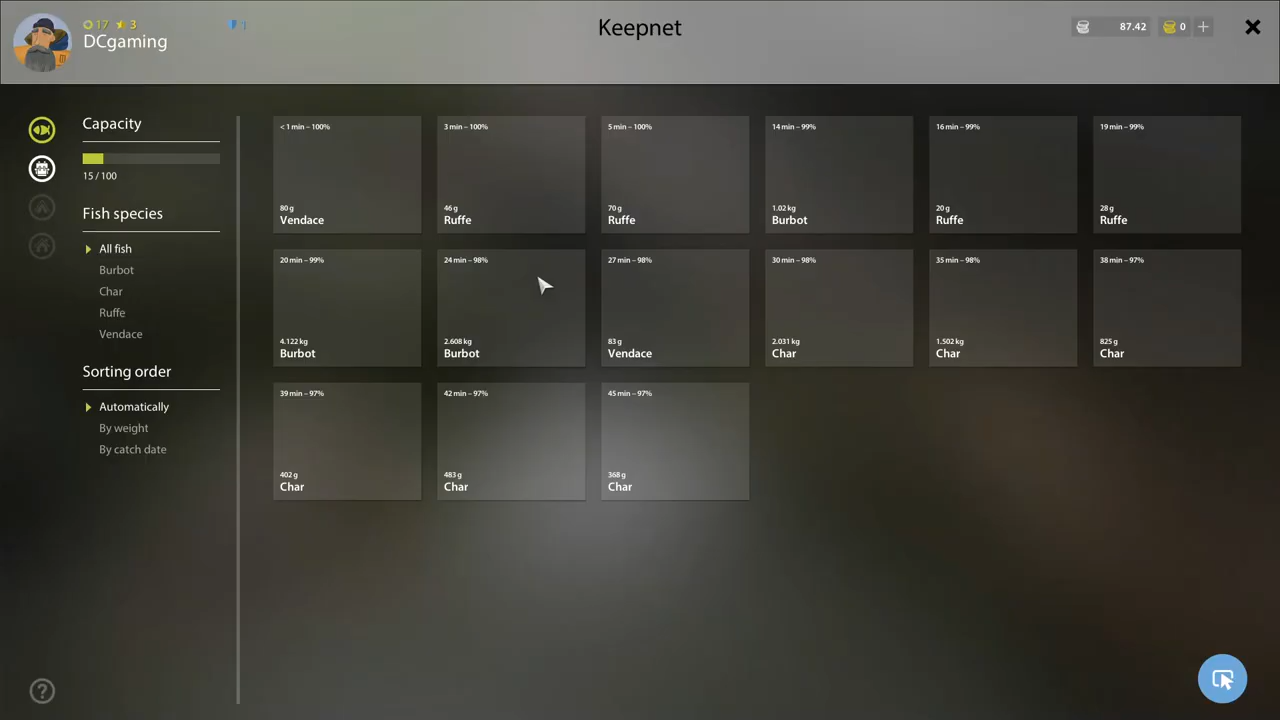 17 3
DCgaming
1
Keepnet
87.42
0
Capacity
15 / 100
Fish species
All fish
Burbot
Char
Ruffe
Vendace
Sorting order
Automatically
By weight
By catch date
< 1 min – 100%
80 g
Vendace
3 min – 100%
46 g
Ruffe
5 min – 100%
70 g
Ruffe
14 min – 99%
1.02 kg
Burbot
16 min – 99%
20 g
Ruffe
19 min – 99%
28 g
Ruffe
20 min – 99%
4.122 kg
Burbot
24 min – 98%
2.608 kg
Burbot
27 min – 98%
83 g
Vendace
30 min – 98%
2.031 kg
Char
35 min – 98%
1.502 kg
Char
38 min – 97%
825 g
Char
39 min – 97%
402 g
Char
42 min – 97%
483 g
Char
45 min – 97%
368 g
Char
?